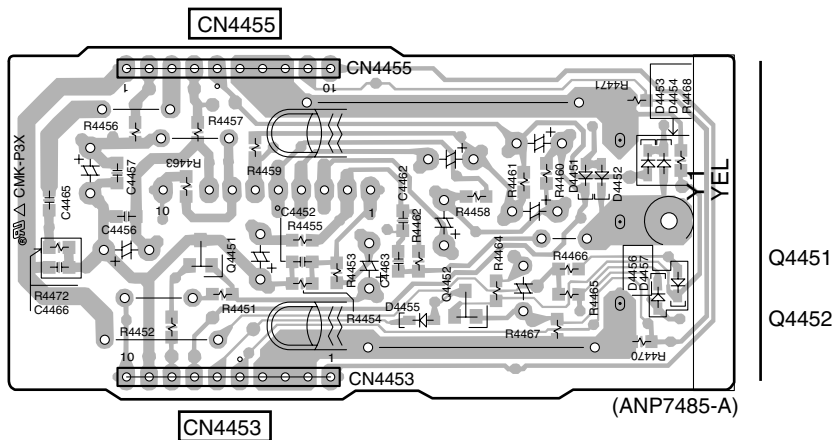 CN4455
CN4455
1
10
R4471
D4453
D4454
R4468
R4456
R4457
CMK-P3X
C4457
R4463
R4459
C4465
C4462
R4461
R4460
D4451
D4452
Y1
YEL
10
C4452
1
R4458
C4456
R4455
R4462
Q4451
R4453
C4463
R4464
R4466
D4456
D4457
Q4451
R4472
C4466
R4451
Q4452
R4465
D4455
R4452
R4454
R4467
Q4452
R4470
10
1
CN4453
(ANP7485-A)
CN4453